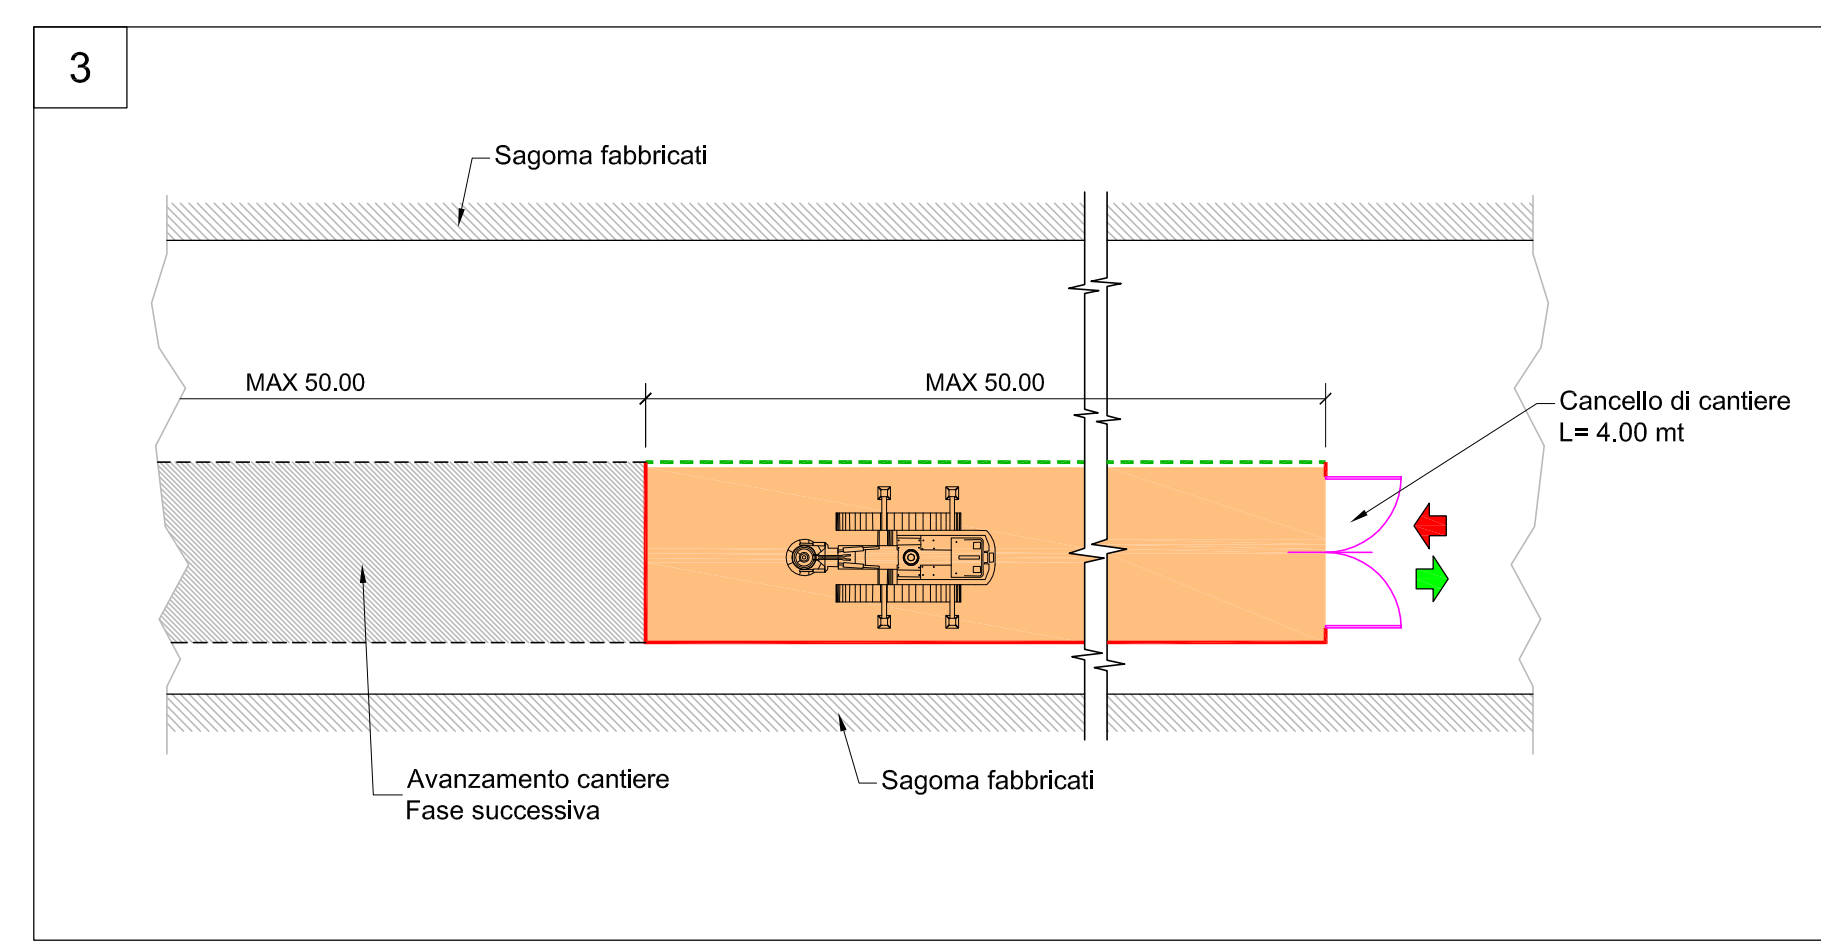 3
Sagoma fabbricati
MAX 50.00
MAX 50.00
Cancello di cantiere
L= 4.00 mt
Avanzamento cantiere
Fase successiva
Sagoma fabbricati